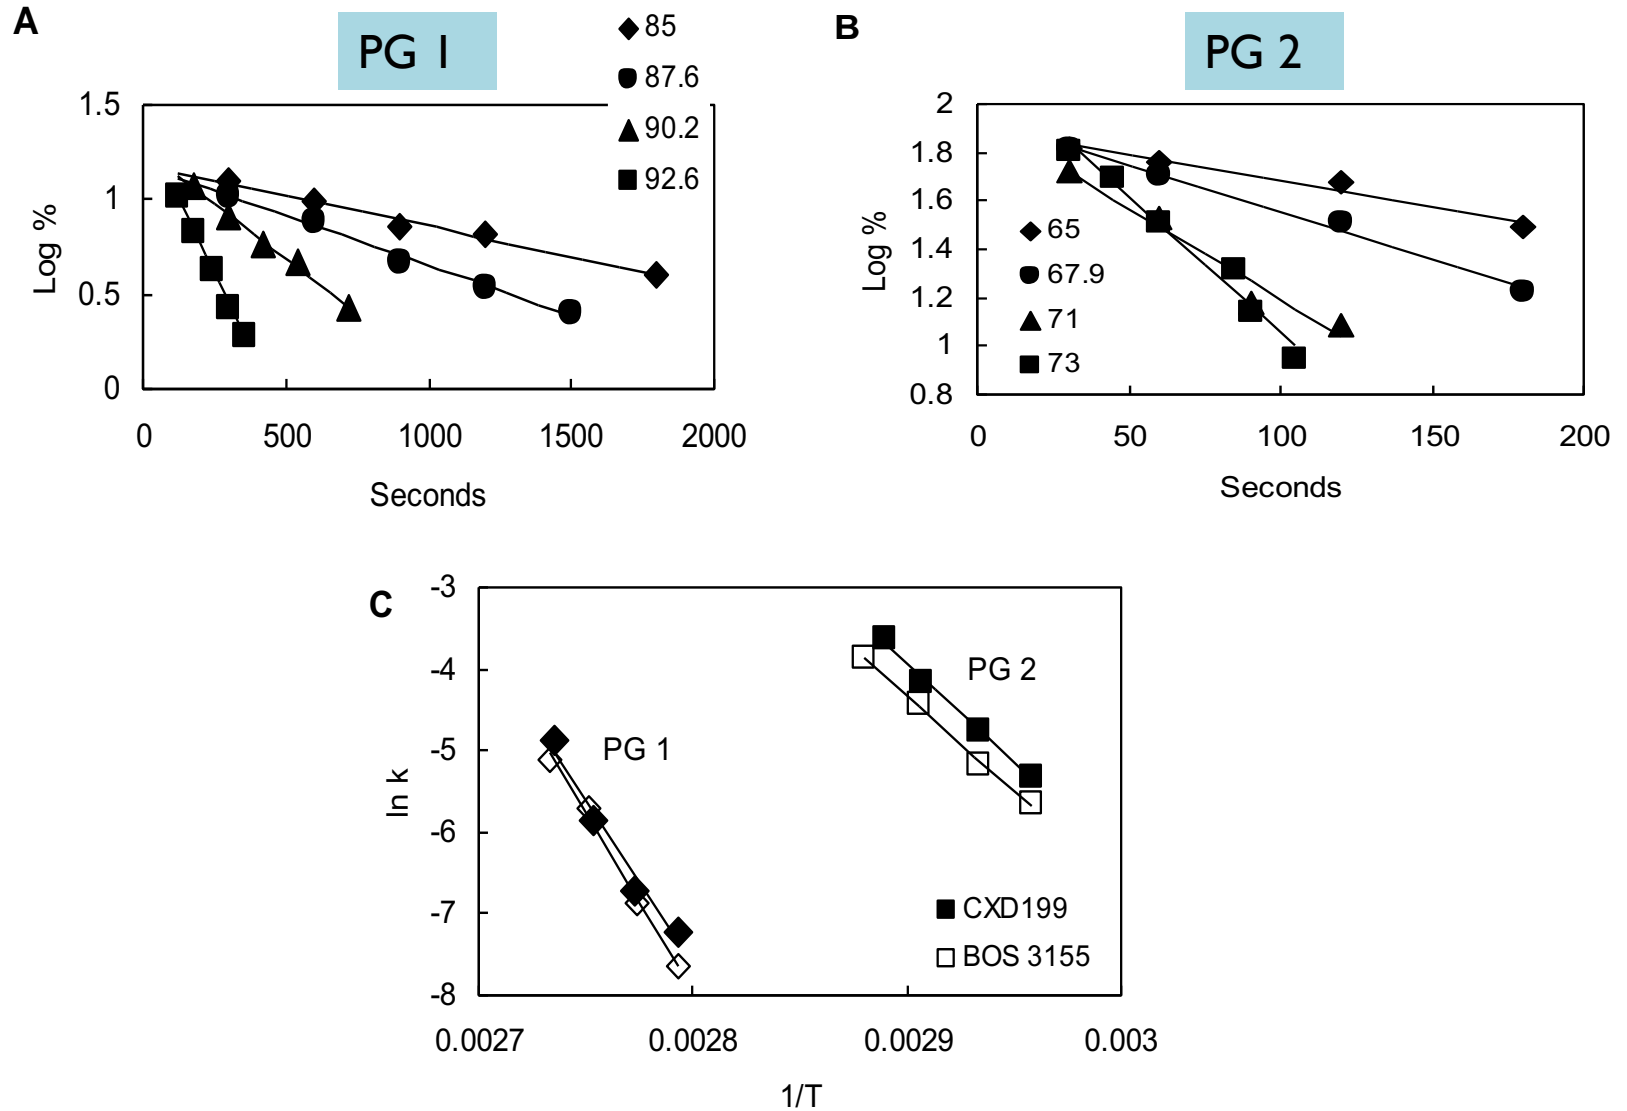 A
PG 1
85
87.6
90.2
92.6
1.5
1
0.5
0
Log %
0 500 1000 1500 2000
Seconds
B
PG 2
2
1.8
1.6
1.4
1.2
1
0.8
Log %
65
67.9
71
73
0 50 100 150 200
Seconds
C
-3
-4
-5
-6
-7
-8
ln k
PG 1
PG 2
CXD199
BOS 3155
0.0027 0.0028 0.0029 0.003
1/T